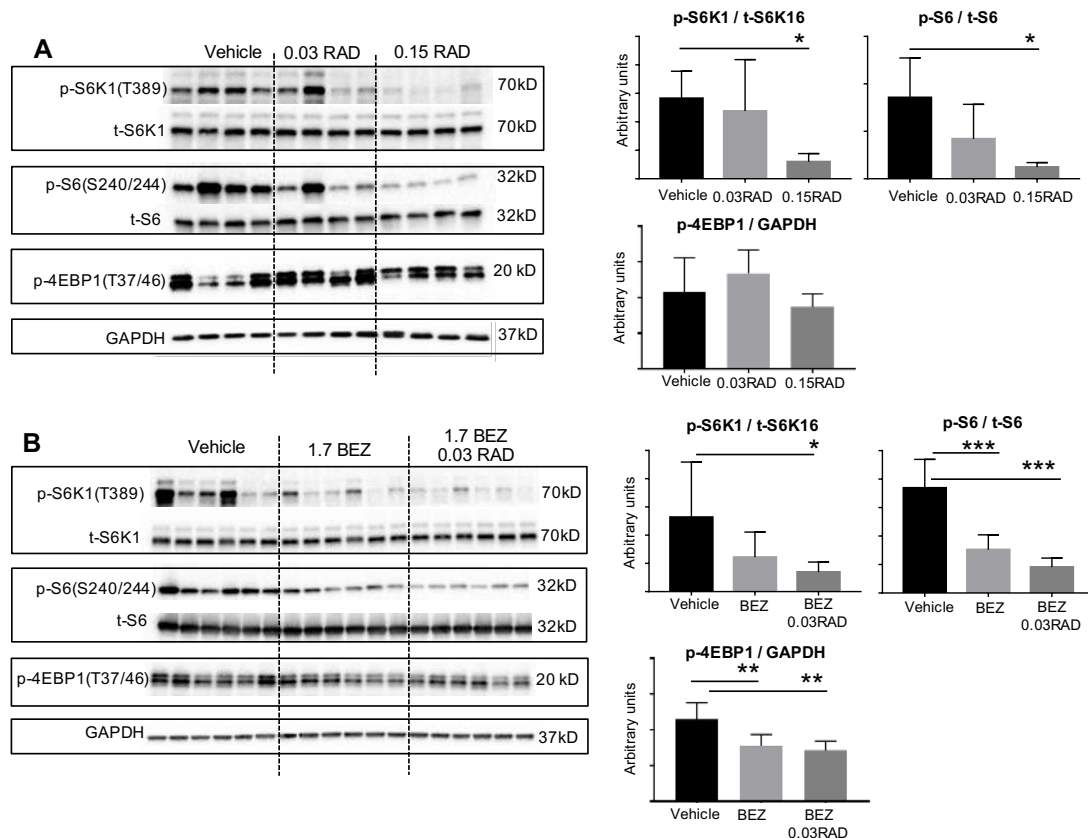 A
Vehicle 0.03 RAD 0.15 RAD
p-S6K1(T389) 70kD
t-S6K1 70kD
p-S6(S240/244) 32kD
t-S6 32kD
p-4EBP1(T37/46) 20 kD
GAPDH 37kD
p-S6K1 / t-S6K16
*
Arbitrary units
Vehicle 0.03RAD 0.15RAD
p-S6 / t-S6
*
Vehicle 0.03RAD 0.15RAD
p-4EBP1 / GAPDH
Arbitrary units
Vehicle 0.03RAD 0.15RAD
B
Vehicle 1.7 BEZ 1.7 BEZ
0.03 RAD
p-S6K1(T389) 70kD
t-S6K1 70kD
p-S6(S240/244) 32kD
t-S6 32kD
p-4EBP1(T37/46) 20 kD
GAPDH 37kD
p-S6K1 / t-S6K16
*
Arbitrary units
Vehicle BEZ BEZ
0.03RAD
p-S6 / t-S6
***
***
Vehicle BEZ BEZ
0.03RAD
p-4EBP1 / GAPDH
**
**
Arbitrary units
Vehicle BEZ BEZ
0.03RAD